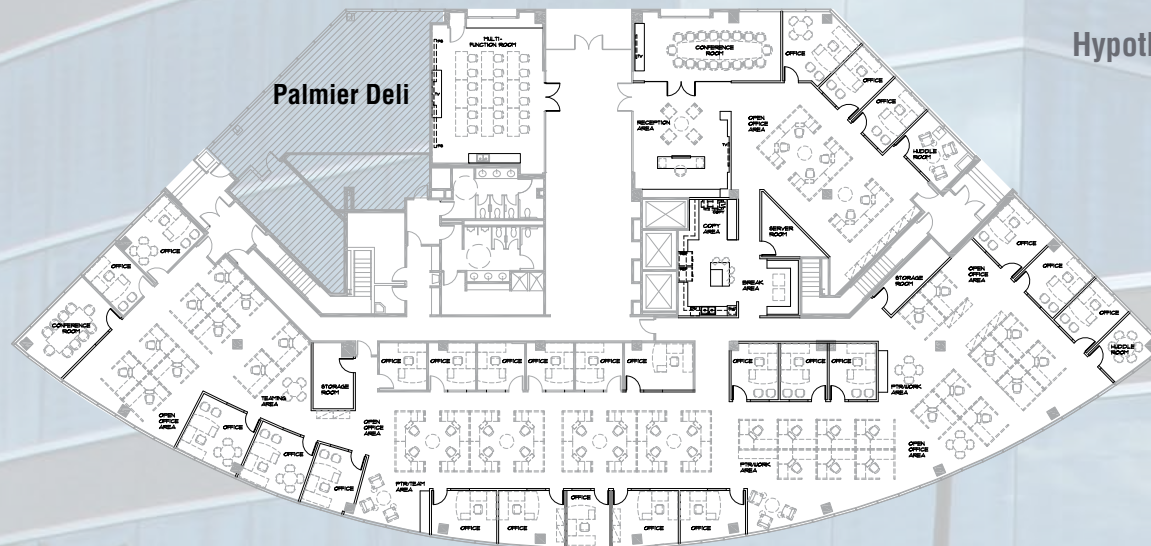 Palmier Deli
Hypoth
MULTI-
FUNCTION ROOM
TV
CONFERENCE
ROOM
TV
OFFICE
OFFICE
OFFICE
HUDDLE
ROOM
RECEPTION
AREA
TV
OPEN
OFFICE
AREA
COPY
AREA
SERVER
ROOM
BREAK
AREA
STORAGE
ROOM
OPEN
OFFICE
AREA
OFFICE
OFFICE
OFFICE
HUDDLE
ROOM
OFFICE
OFFICE
CONFERENCE
ROOM
OFFICE
OFFICE
OFFICE
OFFICE
OFFICE
OFFICE
OFFICE
OFFICE
OFFICE
STORAGE
ROOM
TEAMING
AREA
OPEN
OFFICE
AREA
OPEN
OFFICE
AREA
PTR/WORK
AREA
OFFICE
OFFICE
OFFICE
OPEN
OFFICE
AREA
PTR/WORK
AREA
PTR/TEAM
AREA
OFFICE
OFFICE
OFFICE
OFFICE
OFFICE